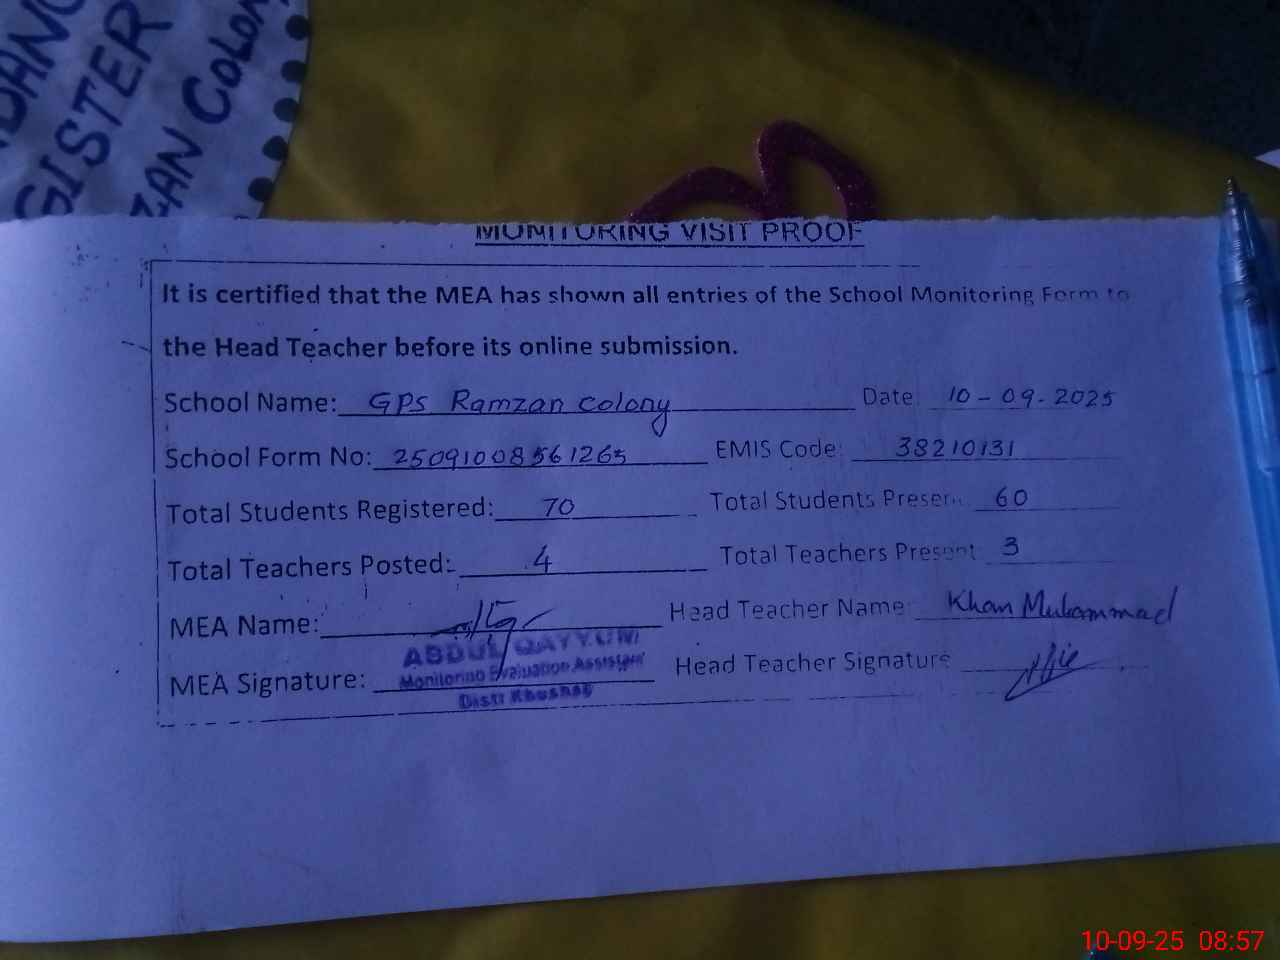 GISTER
ZAN COLON
MONITORING VISIT PROOF
It is certified that the MEA has shown all entries of the School Monitoring Form to
the Head Teacher before its online submission.
School Name: GPS Ramzan colony Date 10-09-2025
School Form No: 25091008561265 EMIS Code: 38210131
Total Students Registered: 70 Total Students Present 60
Total Teachers Posted: 4 Total Teachers Present 3
MEA Name: Head Teacher Name: Khan Muhammad
ABDUL QAYYUM
Monitoring Evaluation Assistant
MEA Signature: Head Teacher Signature
Distt Khushab
10-09-25 08:57